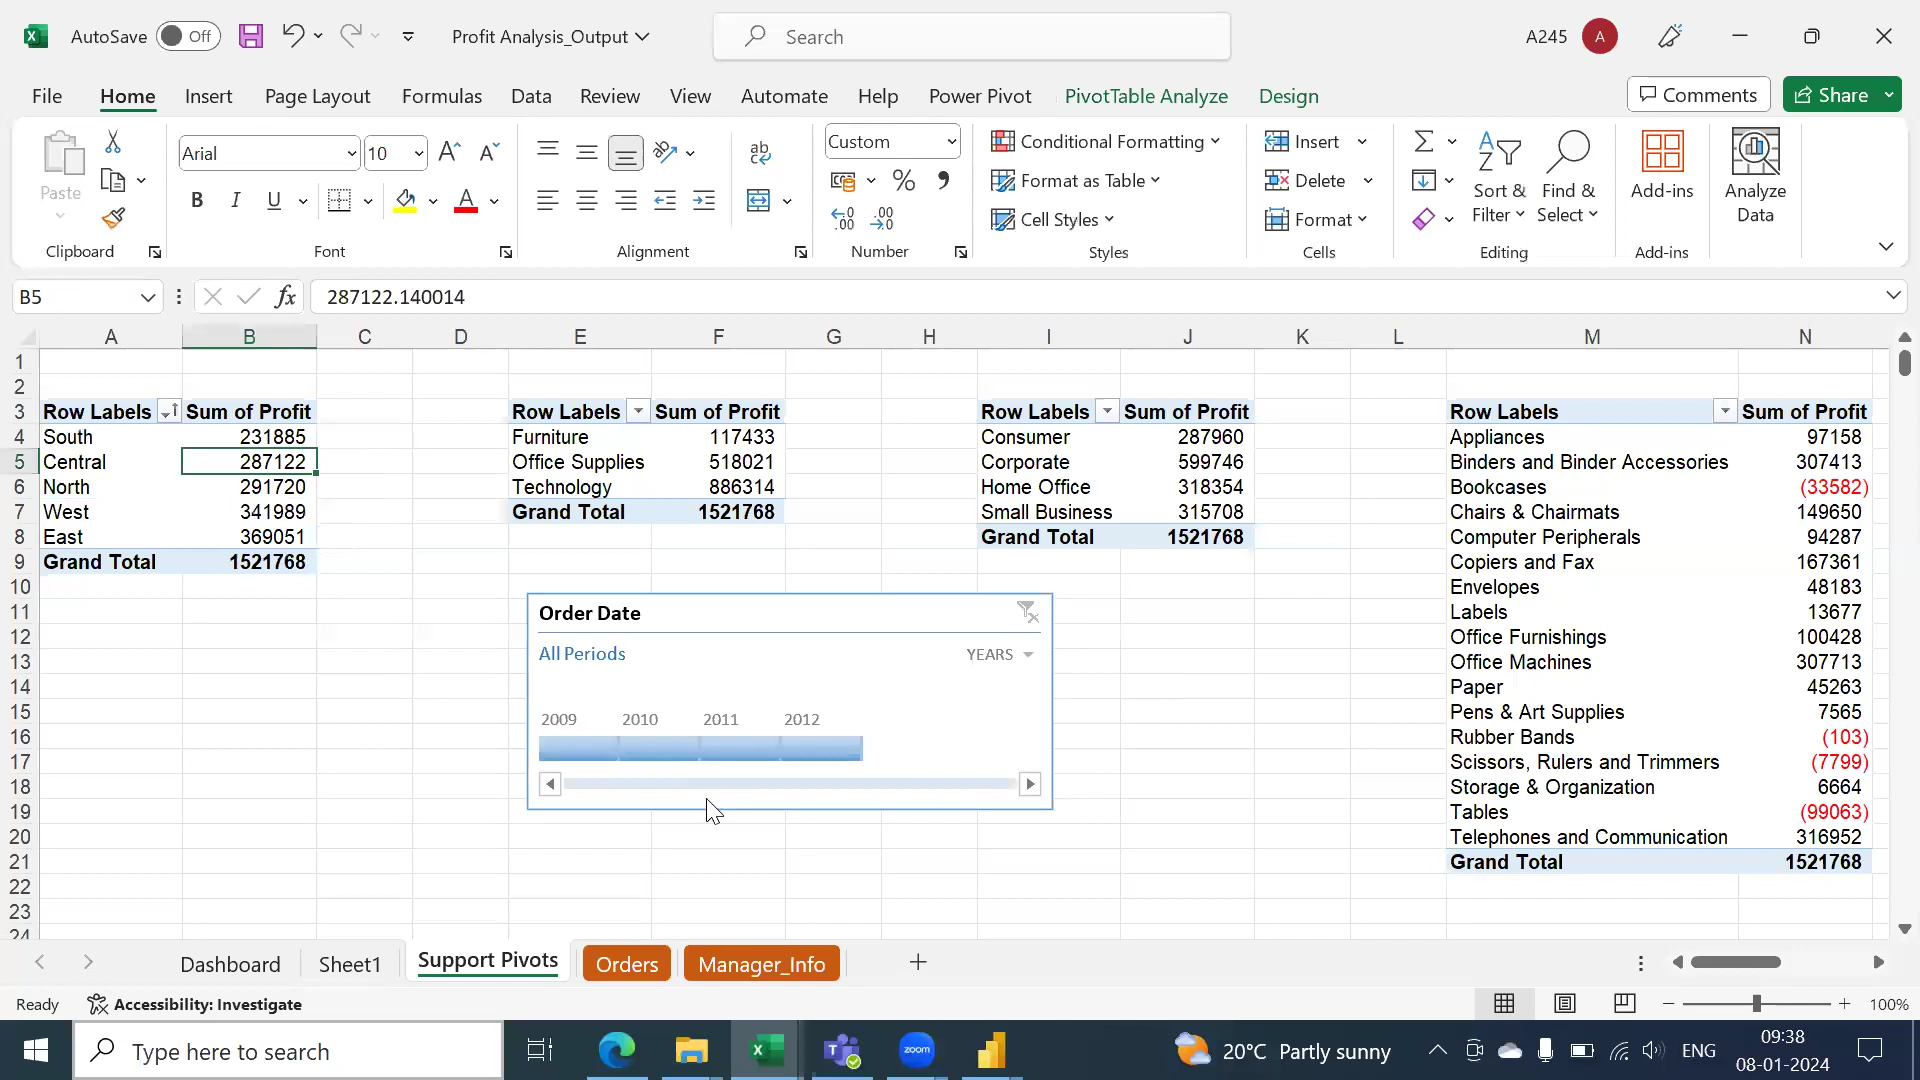 AutoSave Off Profit Analysis_Output Search A245 A
File Home Insert Page Layout Formulas Data Review View Automate Help Power Pivot PivotTable Analyze Design Comments Share
Paste Arial 10 Custom Conditional Formatting Format as Table Cell Styles Insert Delete Format Sort & Filter Find & Select Add-ins Analyze Data
Clipboard Font Alignment Number Styles Cells Editing Add-ins
B5 fx 287122.140014
A B C D E F G H I J K L M N
1
2
3 Row Labels Sum of Profit Row Labels Sum of Profit Row Labels Sum of Profit Row Labels Sum of Profit
4 South 231885 Furniture 117433 Consumer 287960 Appliances 97158
5 Central 287122 Office Supplies 518021 Corporate 599746 Binders and Binder Accessories 307413
6 North 291720 Technology 886314 Home Office 318354 Bookcases (33582)
7 West 341989 Grand Total 1521768 Small Business 315708 Chairs & Chairmats 149650
8 East 369051 Grand Total 1521768 Computer Peripherals 94287
9 Grand Total 1521768 Copiers and Fax 167361
10 Envelopes 48183
11 Order Date Labels 13677
12 Office Furnishings 100428
13 All Periods YEARS Office Machines 307713
14 Paper 45263
15 2009 2010 2011 2012 Pens & Art Supplies 7565
16 Rubber Bands (103)
17 Scissors, Rulers and Trimmers (7799)
18 Storage & Organization 6664
19 Tables (99063)
20 Telephones and Communication 316952
21 Grand Total 1521768
22
23
24
Dashboard Sheet1 Support Pivots Orders Manager_Info
Ready Accessibility: Investigate 100%
Type here to search zoom 20°C Partly sunny ENG 09:38
08-01-2024